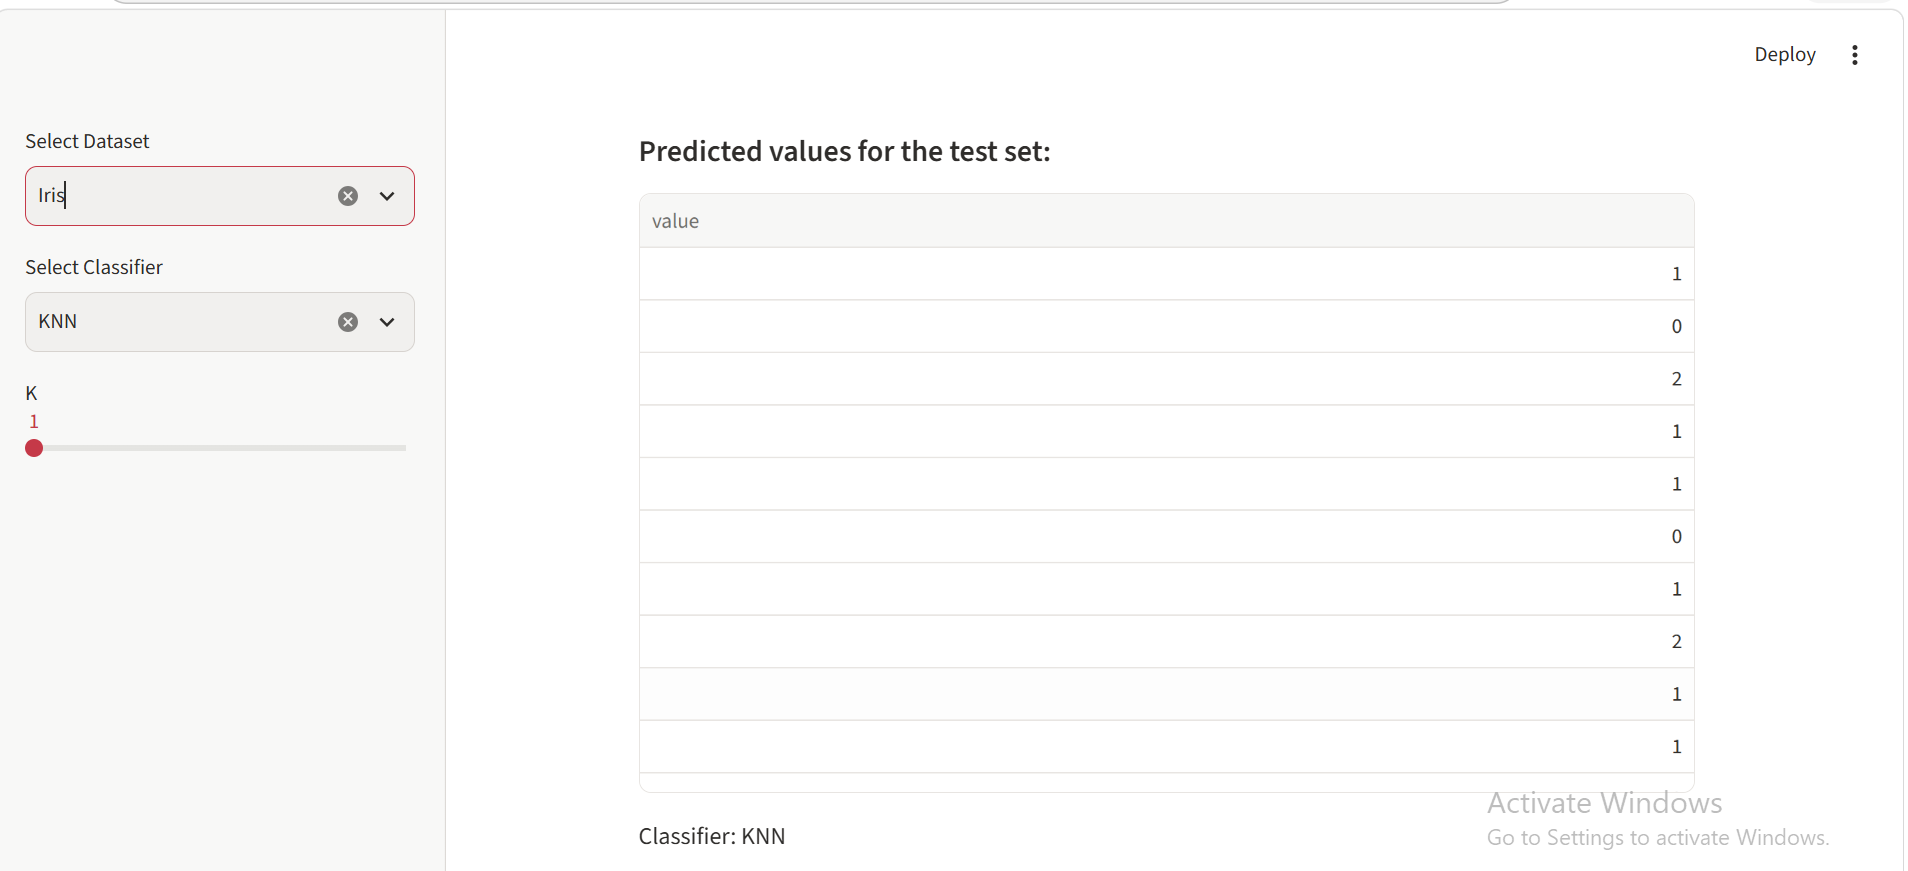 Deploy
Select Dataset
Iris
Select Classifier
KNN
K
1
Predicted values for the test set:
value
1
0
2
1
1
0
1
2
1
1
Classifier: KNN
Activate Windows
Go to Settings to activate Windows.